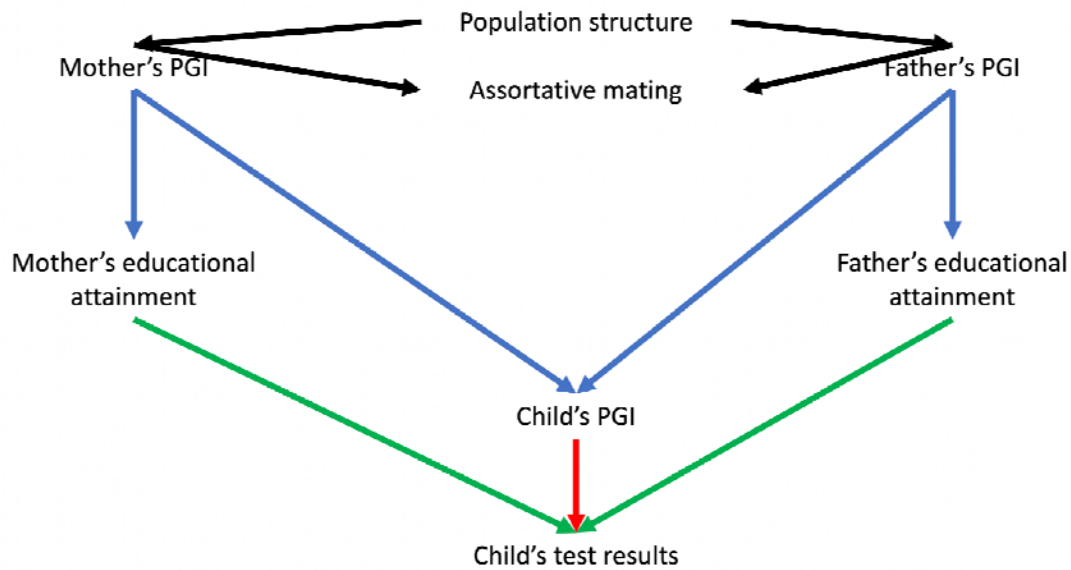 Population structure
Mother’s PGI
Father’s PGI
Assortative mating
Mother’s educational
attainment
Father’s educational
attainment
Child’s PGI
Child’s test results